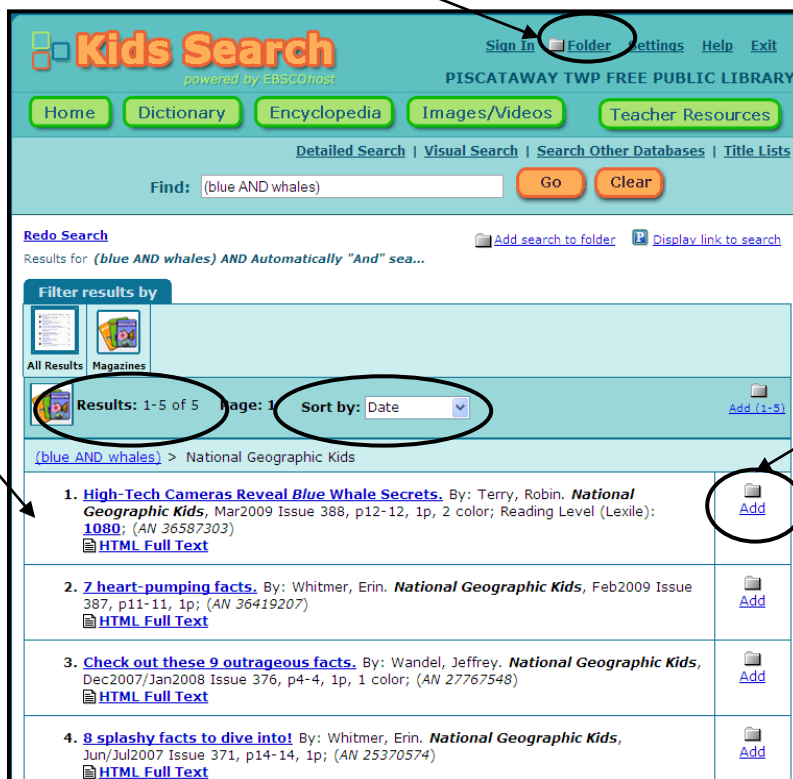 Kids Search
powered by EBSCOhost
Sign In Folder Settings Help Exit
PISCATAWAY TWP FREE PUBLIC LIBRARY
Home Dictionary Encyclopedia Images/Videos Teacher Resources
Detailed Search | Visual Search | Search Other Databases | Title Lists
Find: (blue AND whales) Go Clear
Redo Search
Add search to folder P Display link to search
Results for (blue AND whales) AND Automatically "And" sea...
Filter results by
All Results Magazines
Results: 1-5 of 5 Page: 1 Sort by: Date Add (1-5)
(blue AND whales) > National Geographic Kids
1. High-Tech Cameras Reveal Blue Whale Secrets. By: Terry, Robin. National
Geographic Kids, Mar2009 Issue 388, p12-12, 1p, 2 color; Reading Level (Lexile):
1080; (AN 36587303)
HTML Full Text
Add
2. 7 heart-pumping facts. By: Whitmer, Erin. National Geographic Kids, Feb2009 Issue
387, p11-11, 1p; (AN 36419207)
HTML Full Text
Add
3. Check out these 9 outrageous facts. By: Wandel, Jeffrey. National Geographic Kids,
Dec2007/Jan2008 Issue 376, p4-4, 1p, 1 color; (AN 27767548)
HTML Full Text
Add
4. 8 splashy facts to dive into! By: Whitmer, Erin. National Geographic Kids,
Jun/Jul2007 Issue 371, p14-14, 1p; (AN 25370574)
HTML Full Text
Add